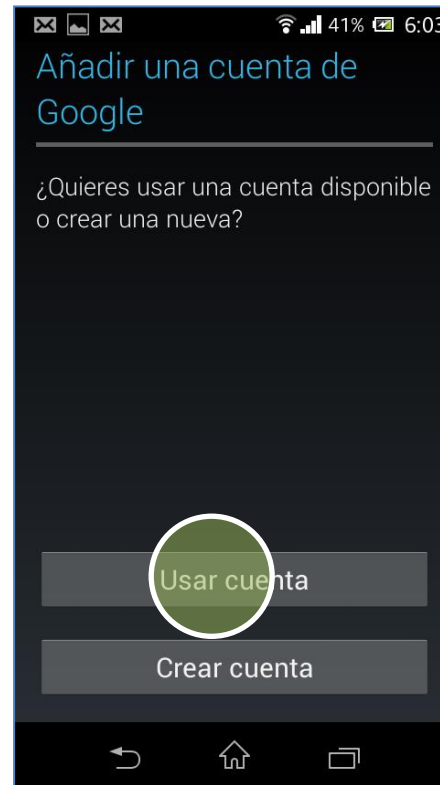 41% 6:03
Añadir una cuenta de
Google
¿Quieres usar una cuenta disponible
o crear una nueva?
Usar cuenta
Crear cuenta